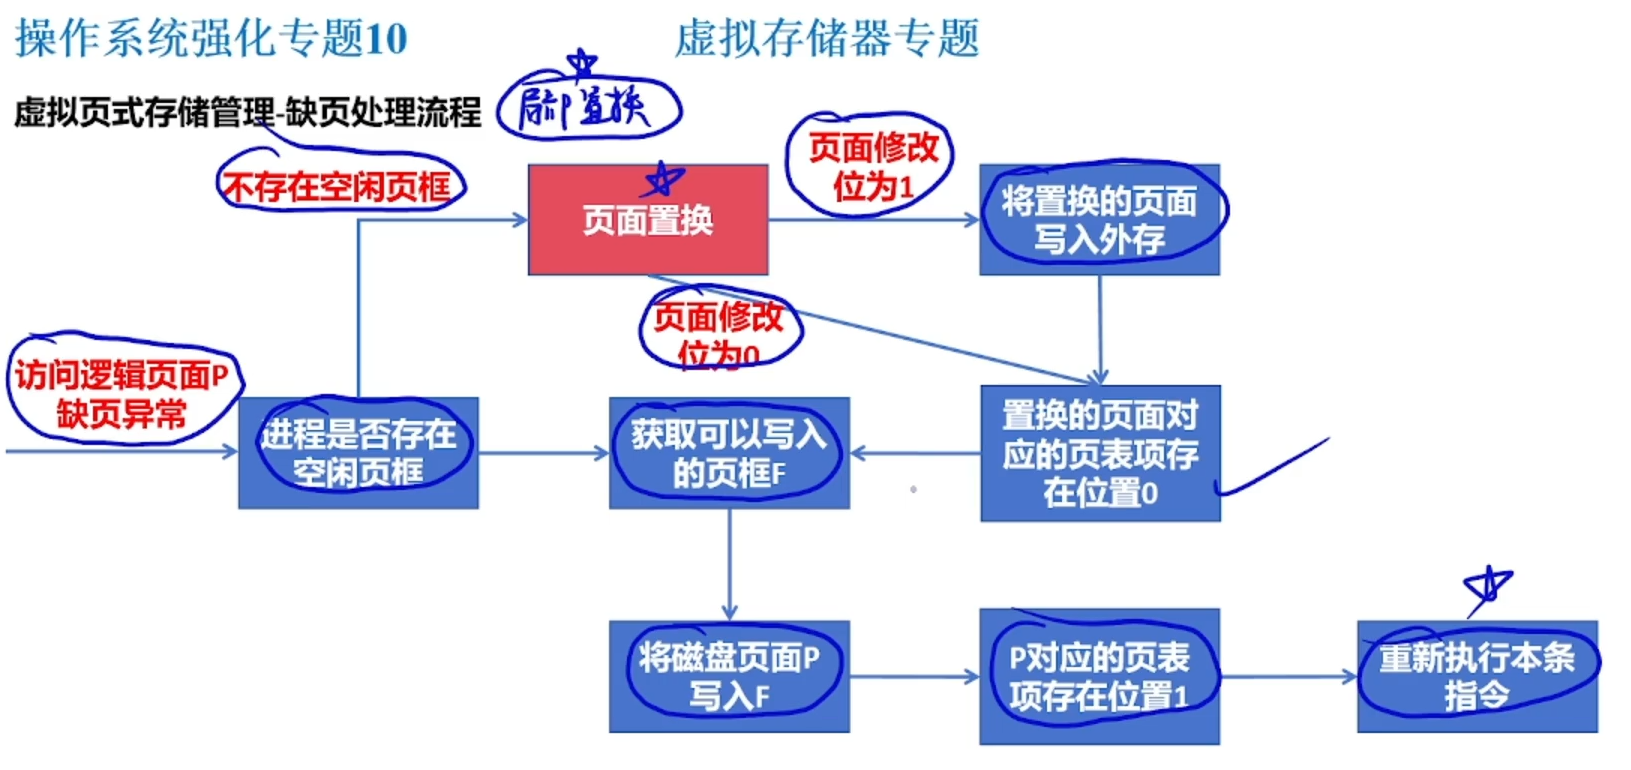 操作系统强化专题10
虚拟存储器专题
虚拟页式存储管理-缺页处理流程
局部置换
不存在空闲页框
页面置换
页面修改
位为1
将置换的页面
写入外存
页面修改
位为0
访问逻辑页面P
缺页异常
进程是否存在
空闲页框
获取可以写入
的页框F
置换的页面对
应的页表项存
在位置0
将磁盘页面P
写入F
P对应的页表
项存在位置1
重新执行本条
指令